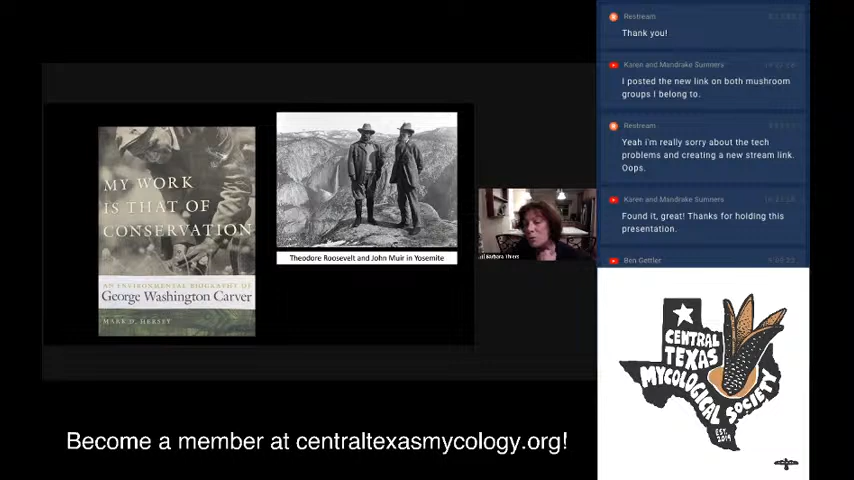 MY WORK
IS THAT OF
CONSERVATION
AN ENVIRONMENTAL BIOGRAPHY OF
George Washington Carver
MARK D. HERSEY
Theodore Roosevelt and John Muir in Yosemite
Barbara Thiers
Become a member at centraltexasmycology.org!
Restream
Thank you!
Karen and Mandrake Sumners
I posted the new link on both mushroom
groups I belong to.
Restream
Yeah i'm really sorry about the tech
problems and creating a new stream link.
Oops.
Karen and Mandrake Sumners
Found it, great! Thanks for holding this
presentation.
Ben Gettler
CENTRAL
TEXAS
MYCOLOGICAL SOCIETY
EST.
2019